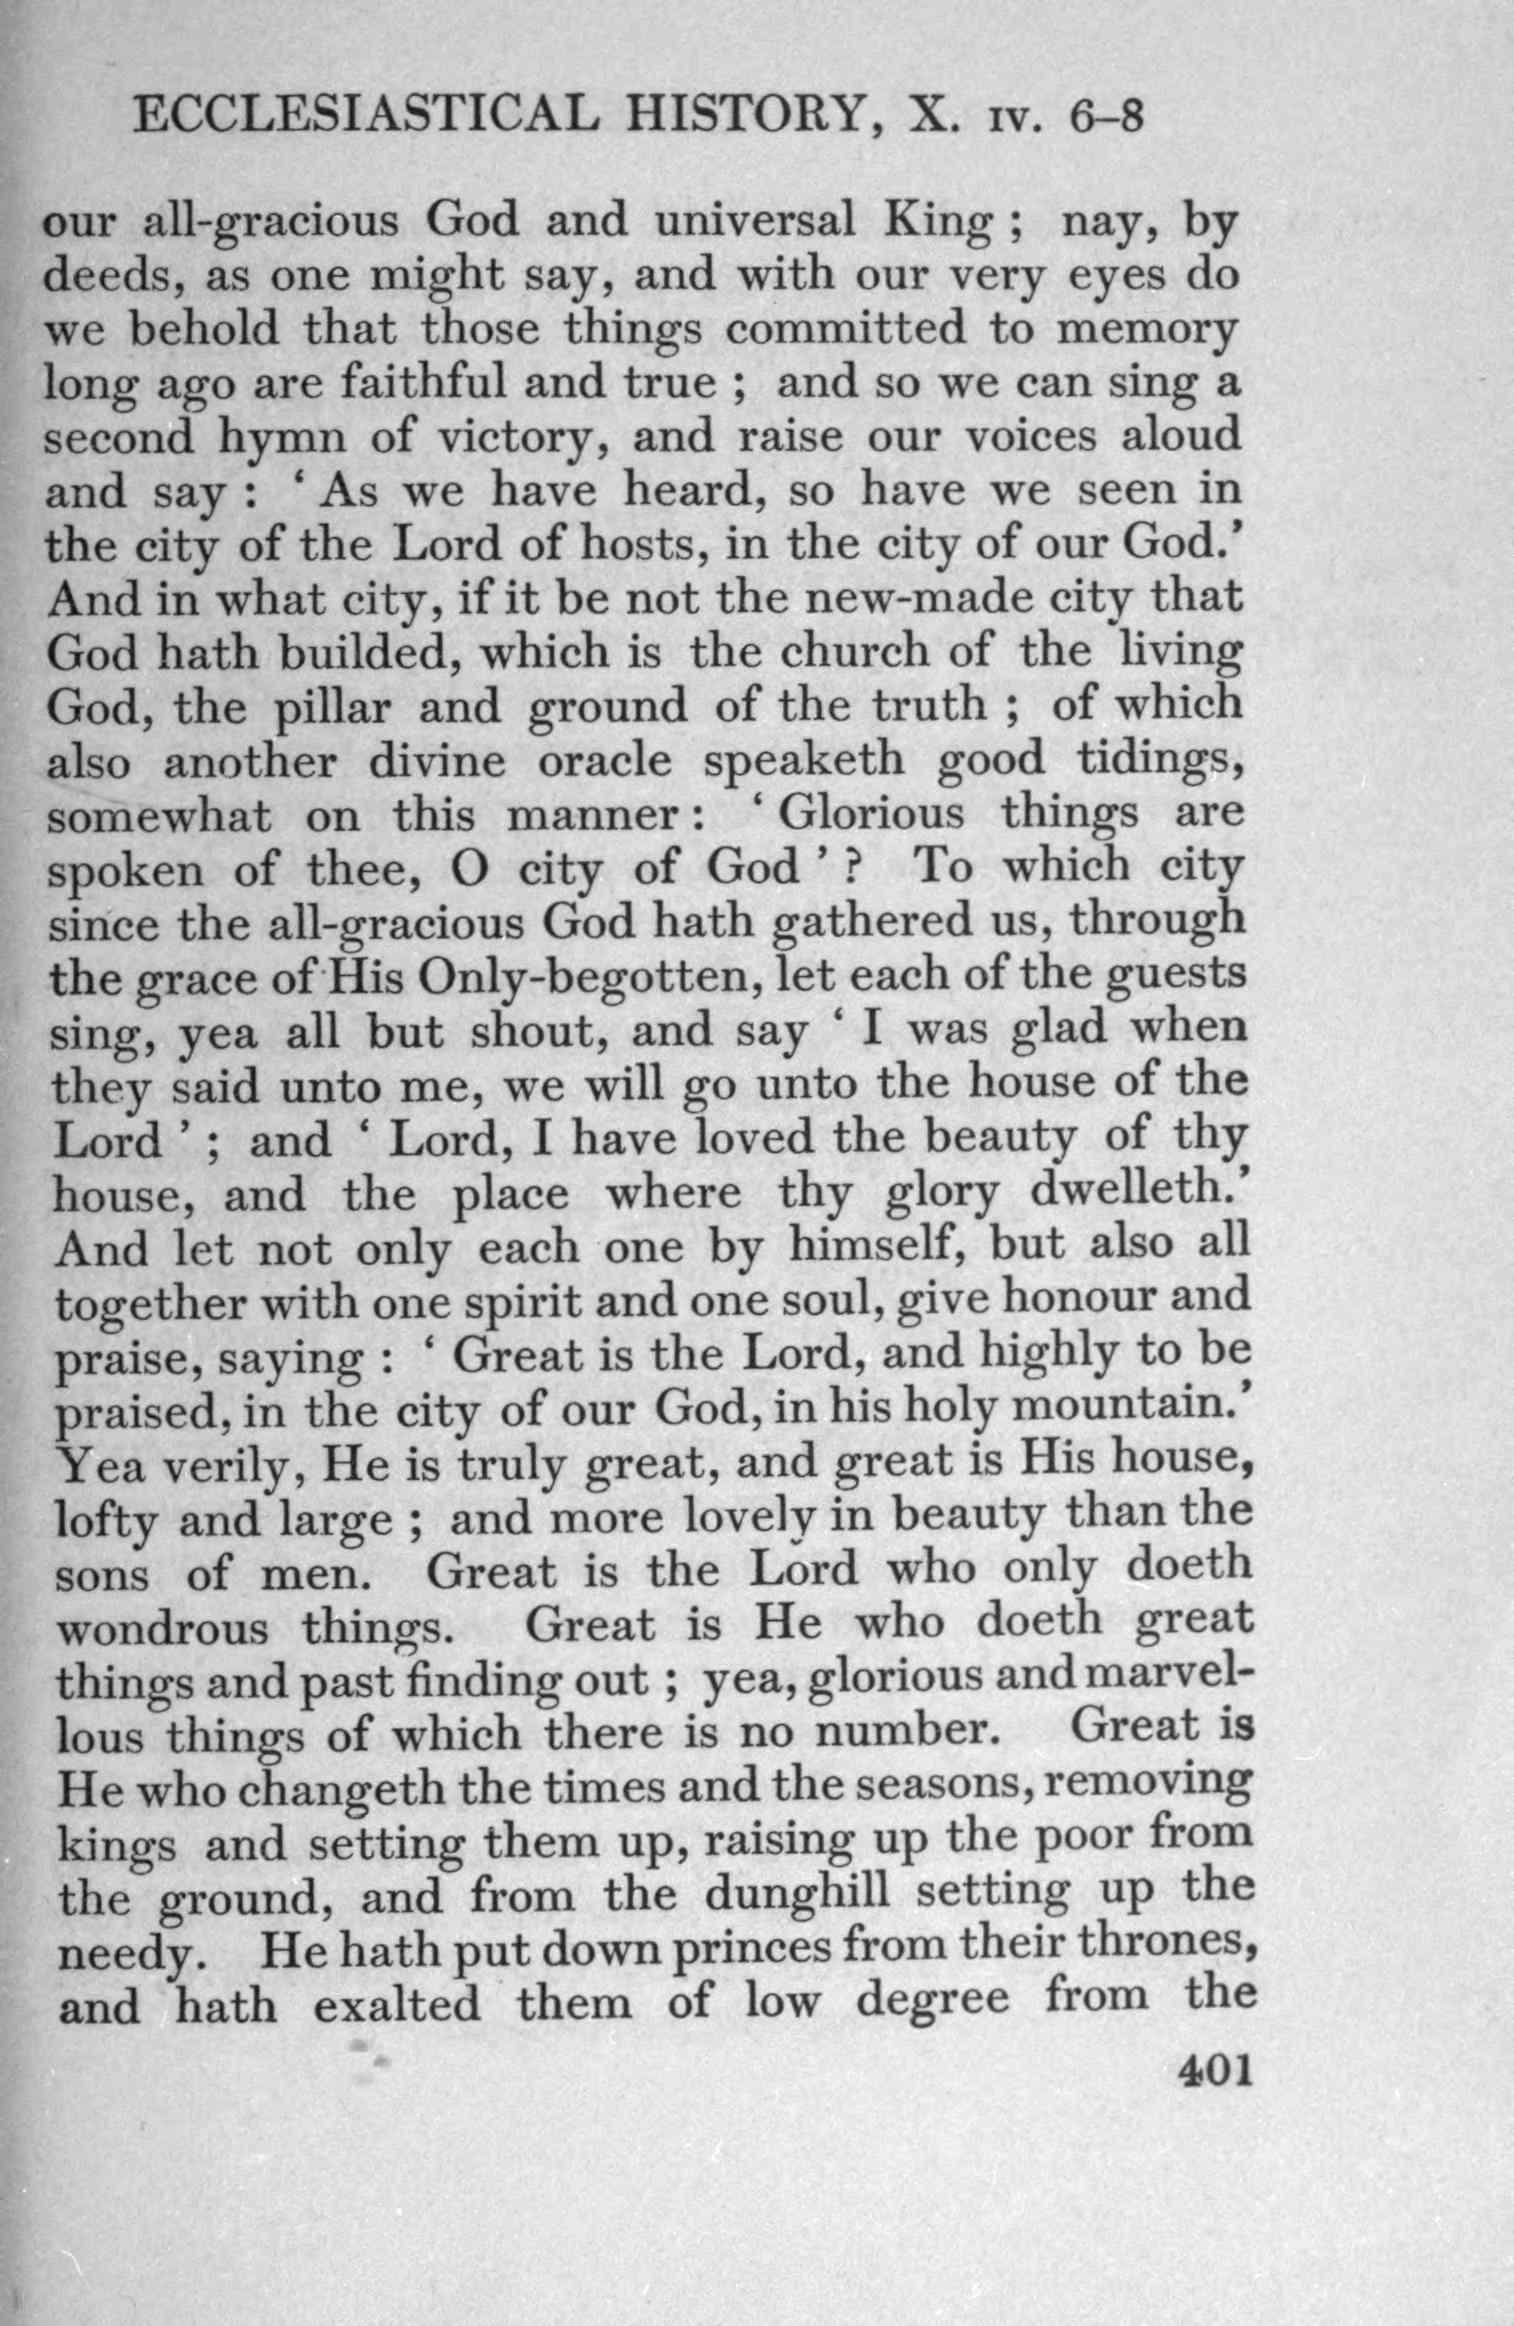 ECCLESIASTICAL HISTORY, X. IV. 6–8
our all-gracious God and universal King ; nay, by
deeds, as one might say, and with our very eyes do
we behold that those things committed to memory
long ago are faithful and true ; and so we can sing a
second hymn of victory, and raise our voices aloud
and say : ‘ As we have heard, so have we seen in
the city of the Lord of hosts, in the city of our God.’
And in what city, if it be not the new-made city that
God hath builded, which is the church of the living
God, the pillar and ground of the truth ; of which
also another divine oracle speaketh good tidings,
somewhat on this manner : ‘ Glorious things are
spoken of thee, O city of God ’ ? To which city
since the all-gracious God hath gathered us, through
the grace of His Only-begotten, let each of the guests
sing, yea all but shout, and say ‘ I was glad when
they said unto me, we will go unto the house of the
Lord ’ ; and ‘ Lord, I have loved the beauty of thy
house, and the place where thy glory dwelleth.’
And let not only each one by himself, but also all
together with one spirit and one soul, give honour and
praise, saying : ‘ Great is the Lord, and highly to be
praised, in the city of our God, in his holy mountain.’
Yea verily, He is truly great, and great is His house,
lofty and large ; and more lovely in beauty than the
sons of men. Great is the Lord who only doeth
wondrous things. Great is He who doeth great
things and past finding out ; yea, glorious and marvel-
lous things of which there is no number. Great is
He who changeth the times and the seasons, removing
kings and setting them up, raising up the poor from
the ground, and from the dunghill setting up the
needy. He hath put down princes from their thrones,
and hath exalted them of low degree from the
401